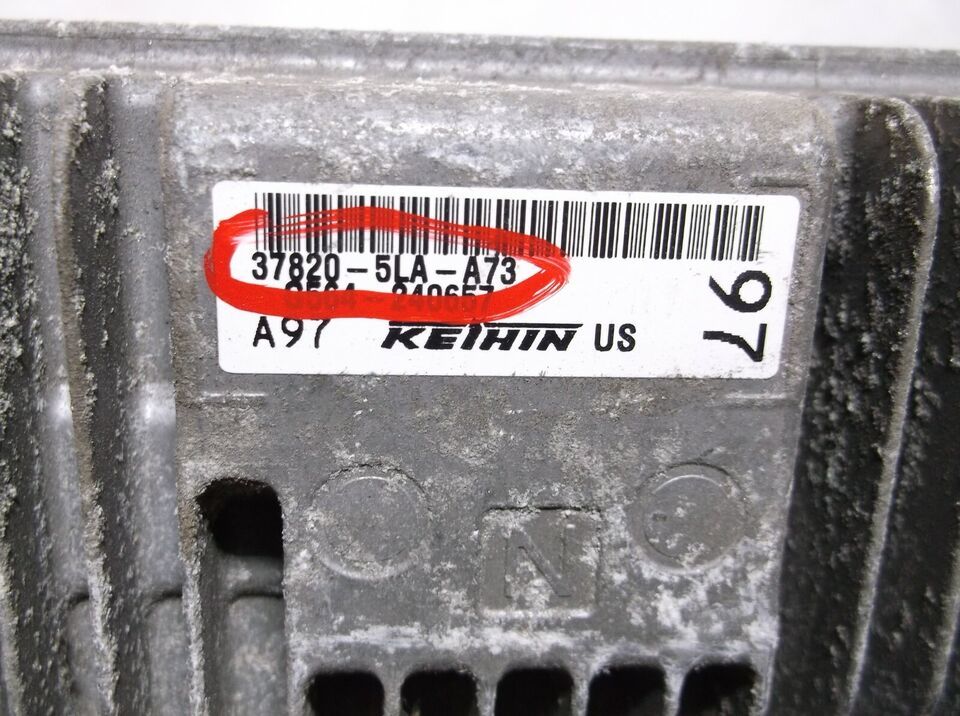 37820-5LA-A73
A97 KEIHIN US
97
N